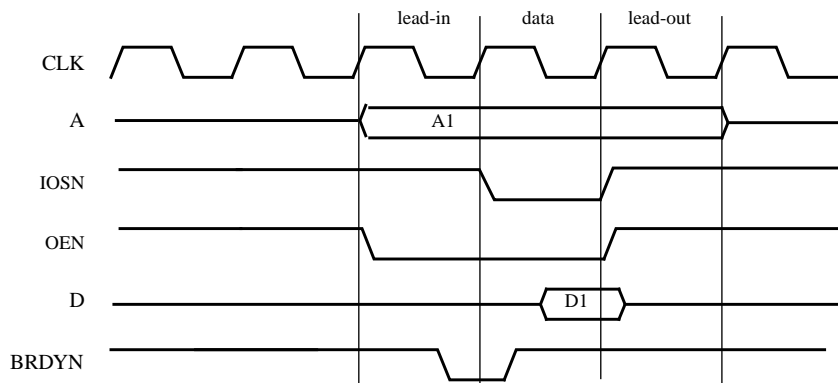 lead-in data lead-out
CLK
A A1
IOSN
OEN
D D1
BRDYN